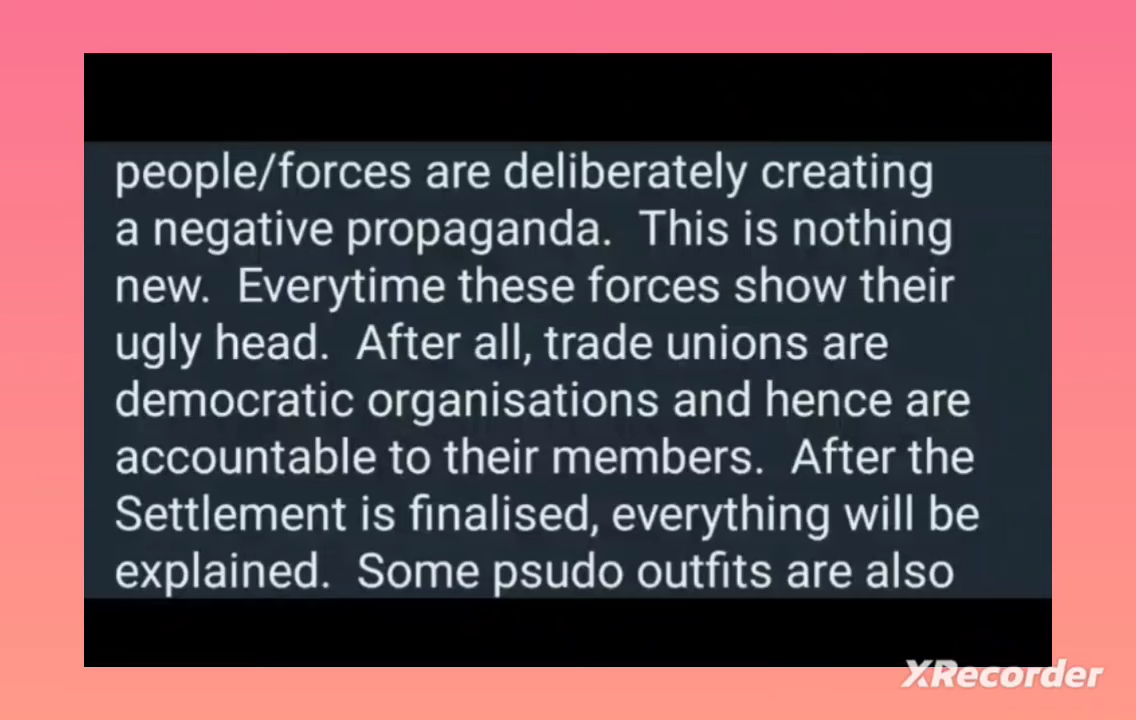 people/forces are deliberately creating
a negative propaganda. This is nothing
new. Everytime these forces show their
ugly head. After all, trade unions are
democratic organisations and hence are
accountable to their members. After the
Settlement is finalised, everything will be
explained. Some psudo outfits are also
XRecorder